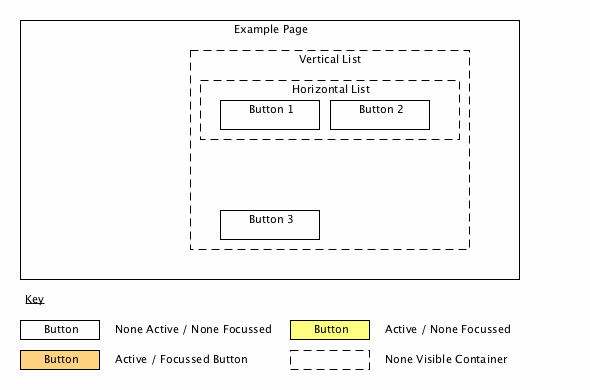 Example Page
Vertical List
Horizontal List
Button 1 Button 2
Button 3
Key
Button None Active / None Focussed Button Active / None Focussed
Button Active / Focussed Button None Visible Container